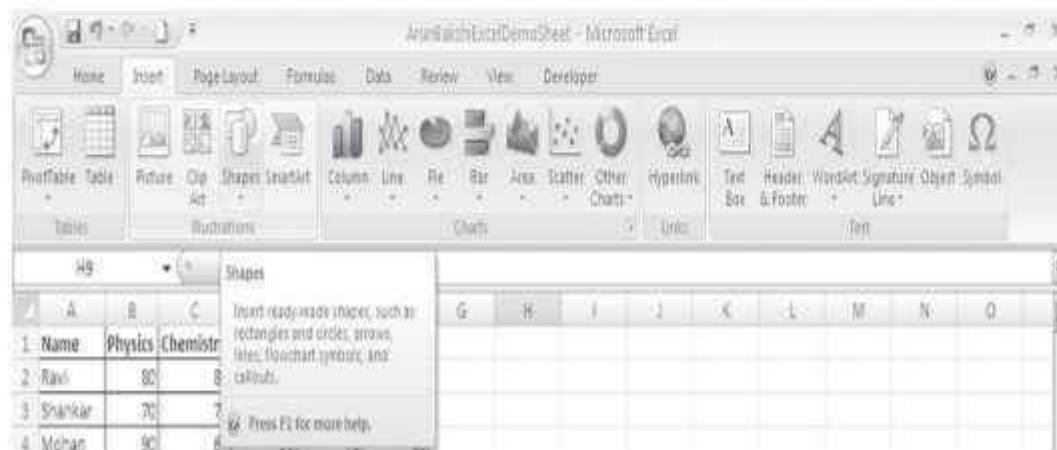 ArunBakshiExcelDemoSheet - Microsoft Excel
Home Insert Page Layout Formulas Data Review View Developer
PivotTable Table Picture Clip Art Shapes SmartArt Column Line Pie Bar Area Scatter Other Charts Hyperlink Text Box Header & Footer WordArt Signature Line Object Symbol
Tables Illustrations Charts Links Text
H9
Shapes
Insert ready-made shapes, such as
rectangles and circles, arrows,
lines, flowchart symbols, and
callouts.
Press F1 for more help.
A B C G H I J K L M N O
1 Name Physics Chemistr
2 Ravi 80 8
3 Shankar 70 7
4 Mohan 90 6